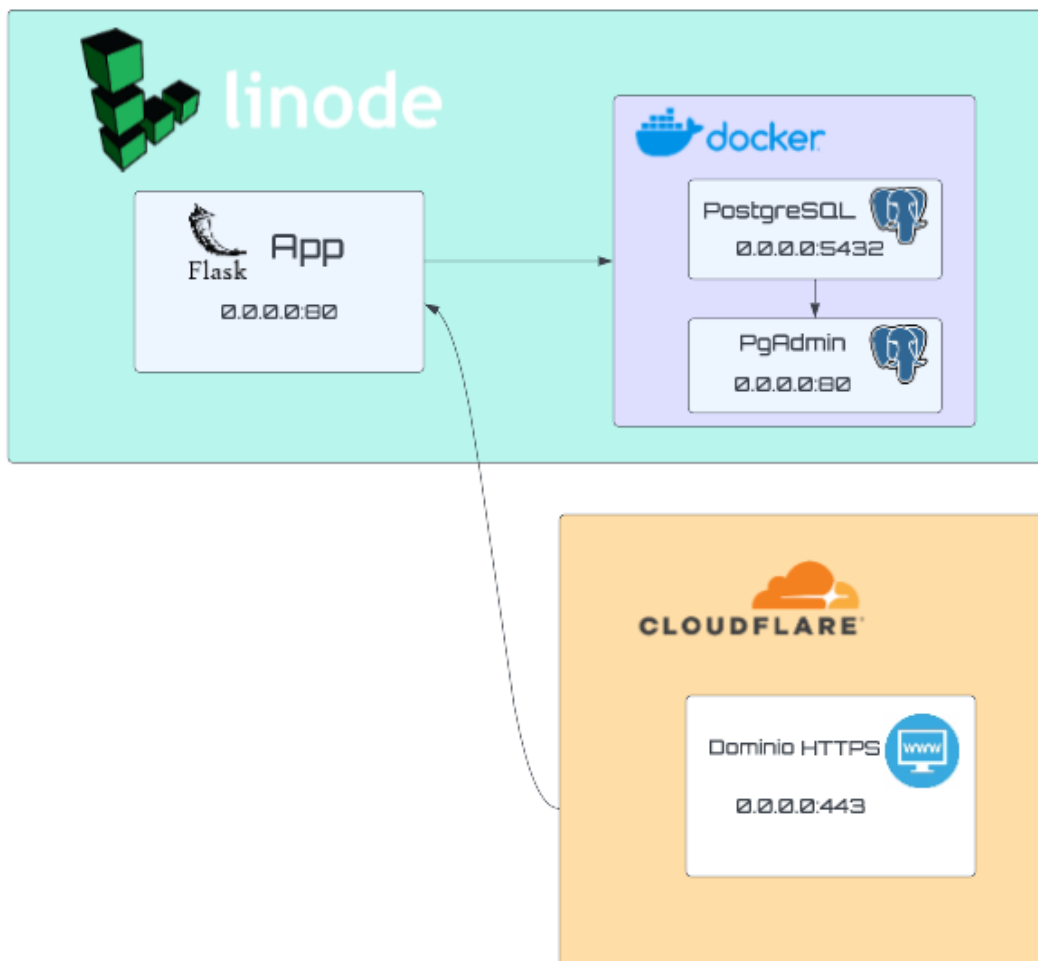 linode
docker
PostgreSQL
0.0.0.0:5432
Flask
App
0.0.0.0:80
PgAdmin
0.0.0.0:80
CLOUDFLARE
Dominio HTTPS
www
0.0.0.0:443